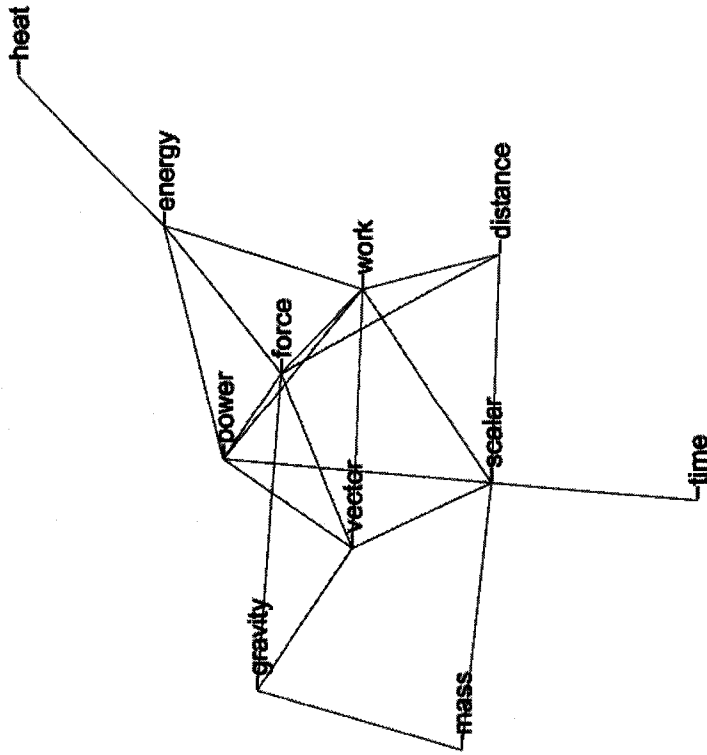 heat
energy
work
distance
force
power
vector
scalar
gravity
mass
time